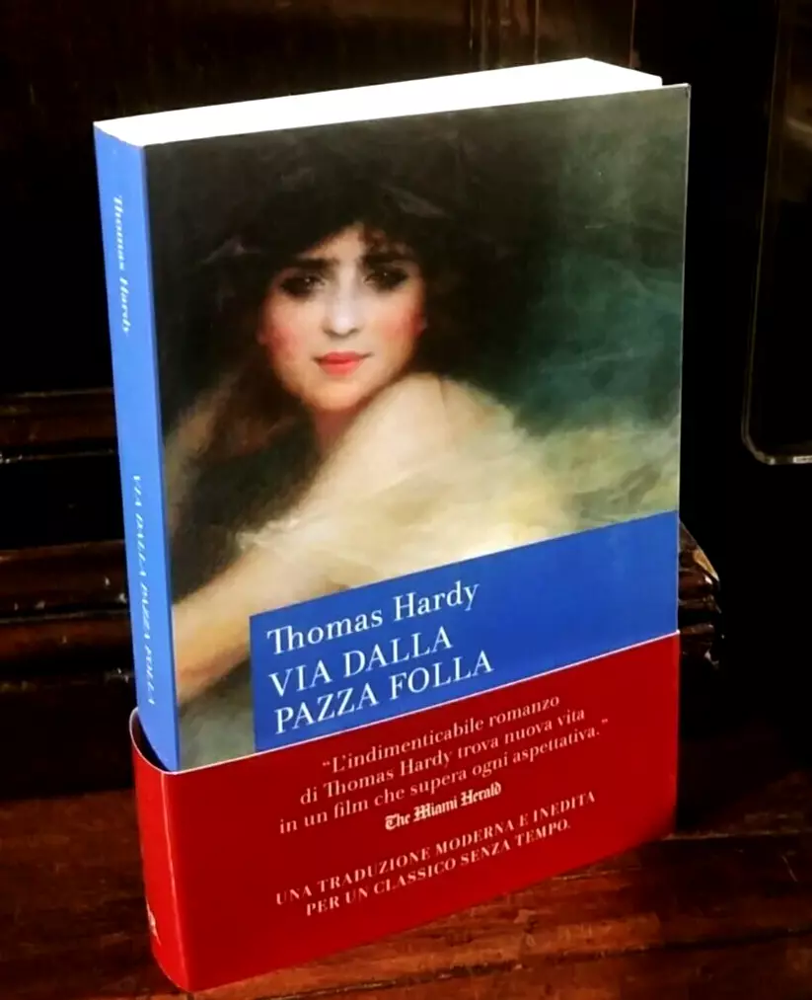 Thomas Hardy
VIA DALLA PAZZA FOLLA
Thomas Hardy
VIA DALLA
PAZZA FOLLA
“L'indimenticabile romanzo
di Thomas Hardy trova nuova vita
in un film che supera ogni aspettativa.”
The Miami Herald
UNA TRADUZIONE MODERNA E INEDITA
PER UN CLASSICO SENZA TEMPO.